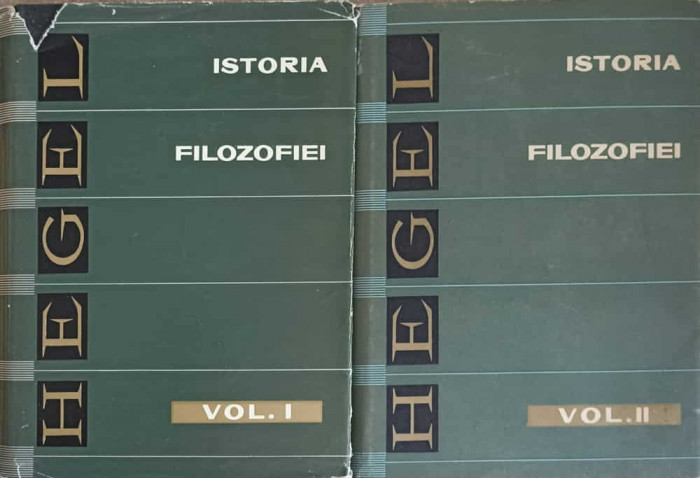 HEGEL
ISTORIA
FILOZOFIEI
VOL. I
HEGEL
ISTORIA
FILOZOFIEI
VOL. II